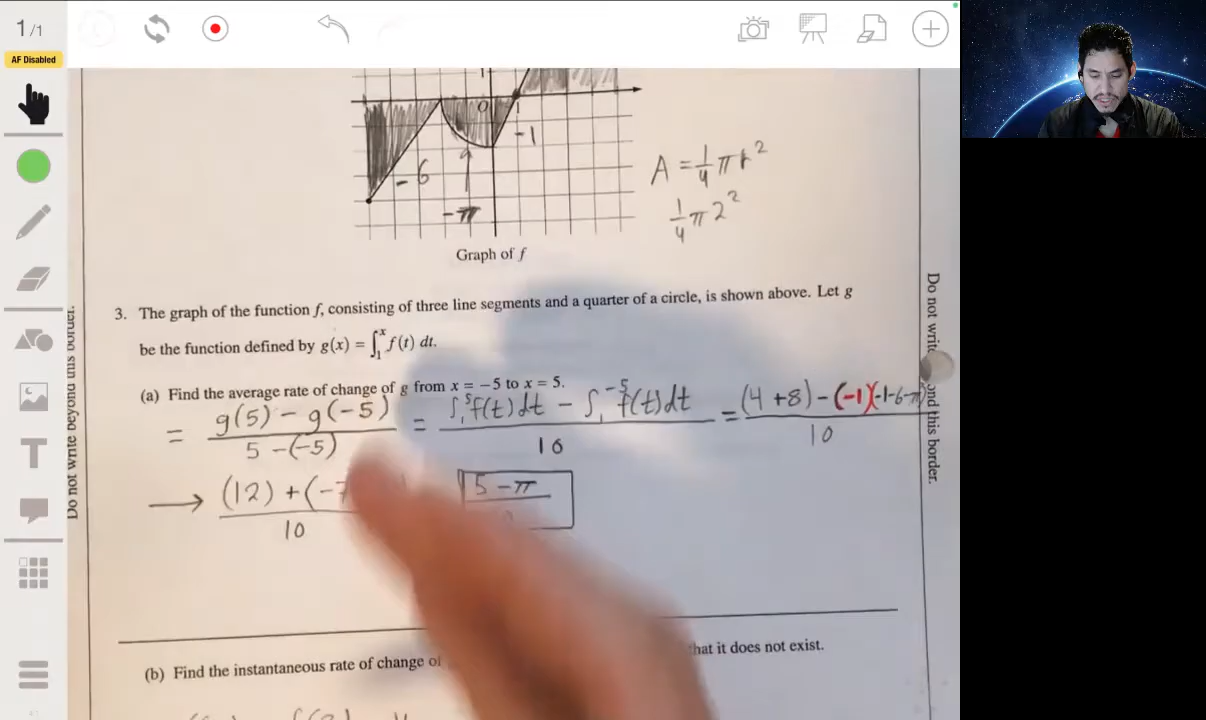 1/1
AF Disabled
T
1
0
1
-1
-6
-π
A = 1/4 πr²
1/4 π2²
Graph of f
3. The graph of the function f, consisting of three line segments and a quarter of a circle, is shown above. Let g
be the function defined by g(x) = ∫₁ˣ f(t) dt.
(a) Find the average rate of change of g from x = −5 to x = 5.
= g(5) - g(-5) / 5 - (-5) = ∫₁⁵ f(t)dt - ∫₁⁻⁵ f(t)dt / 10 = (4+8) - (-1)(-1-6-π) / 10
→ (12) + (-7 / 10 5 - π
(b) Find the instantaneous rate of change of that it does not exist.
Do not write beyond this border.
Do not write beyond this border.